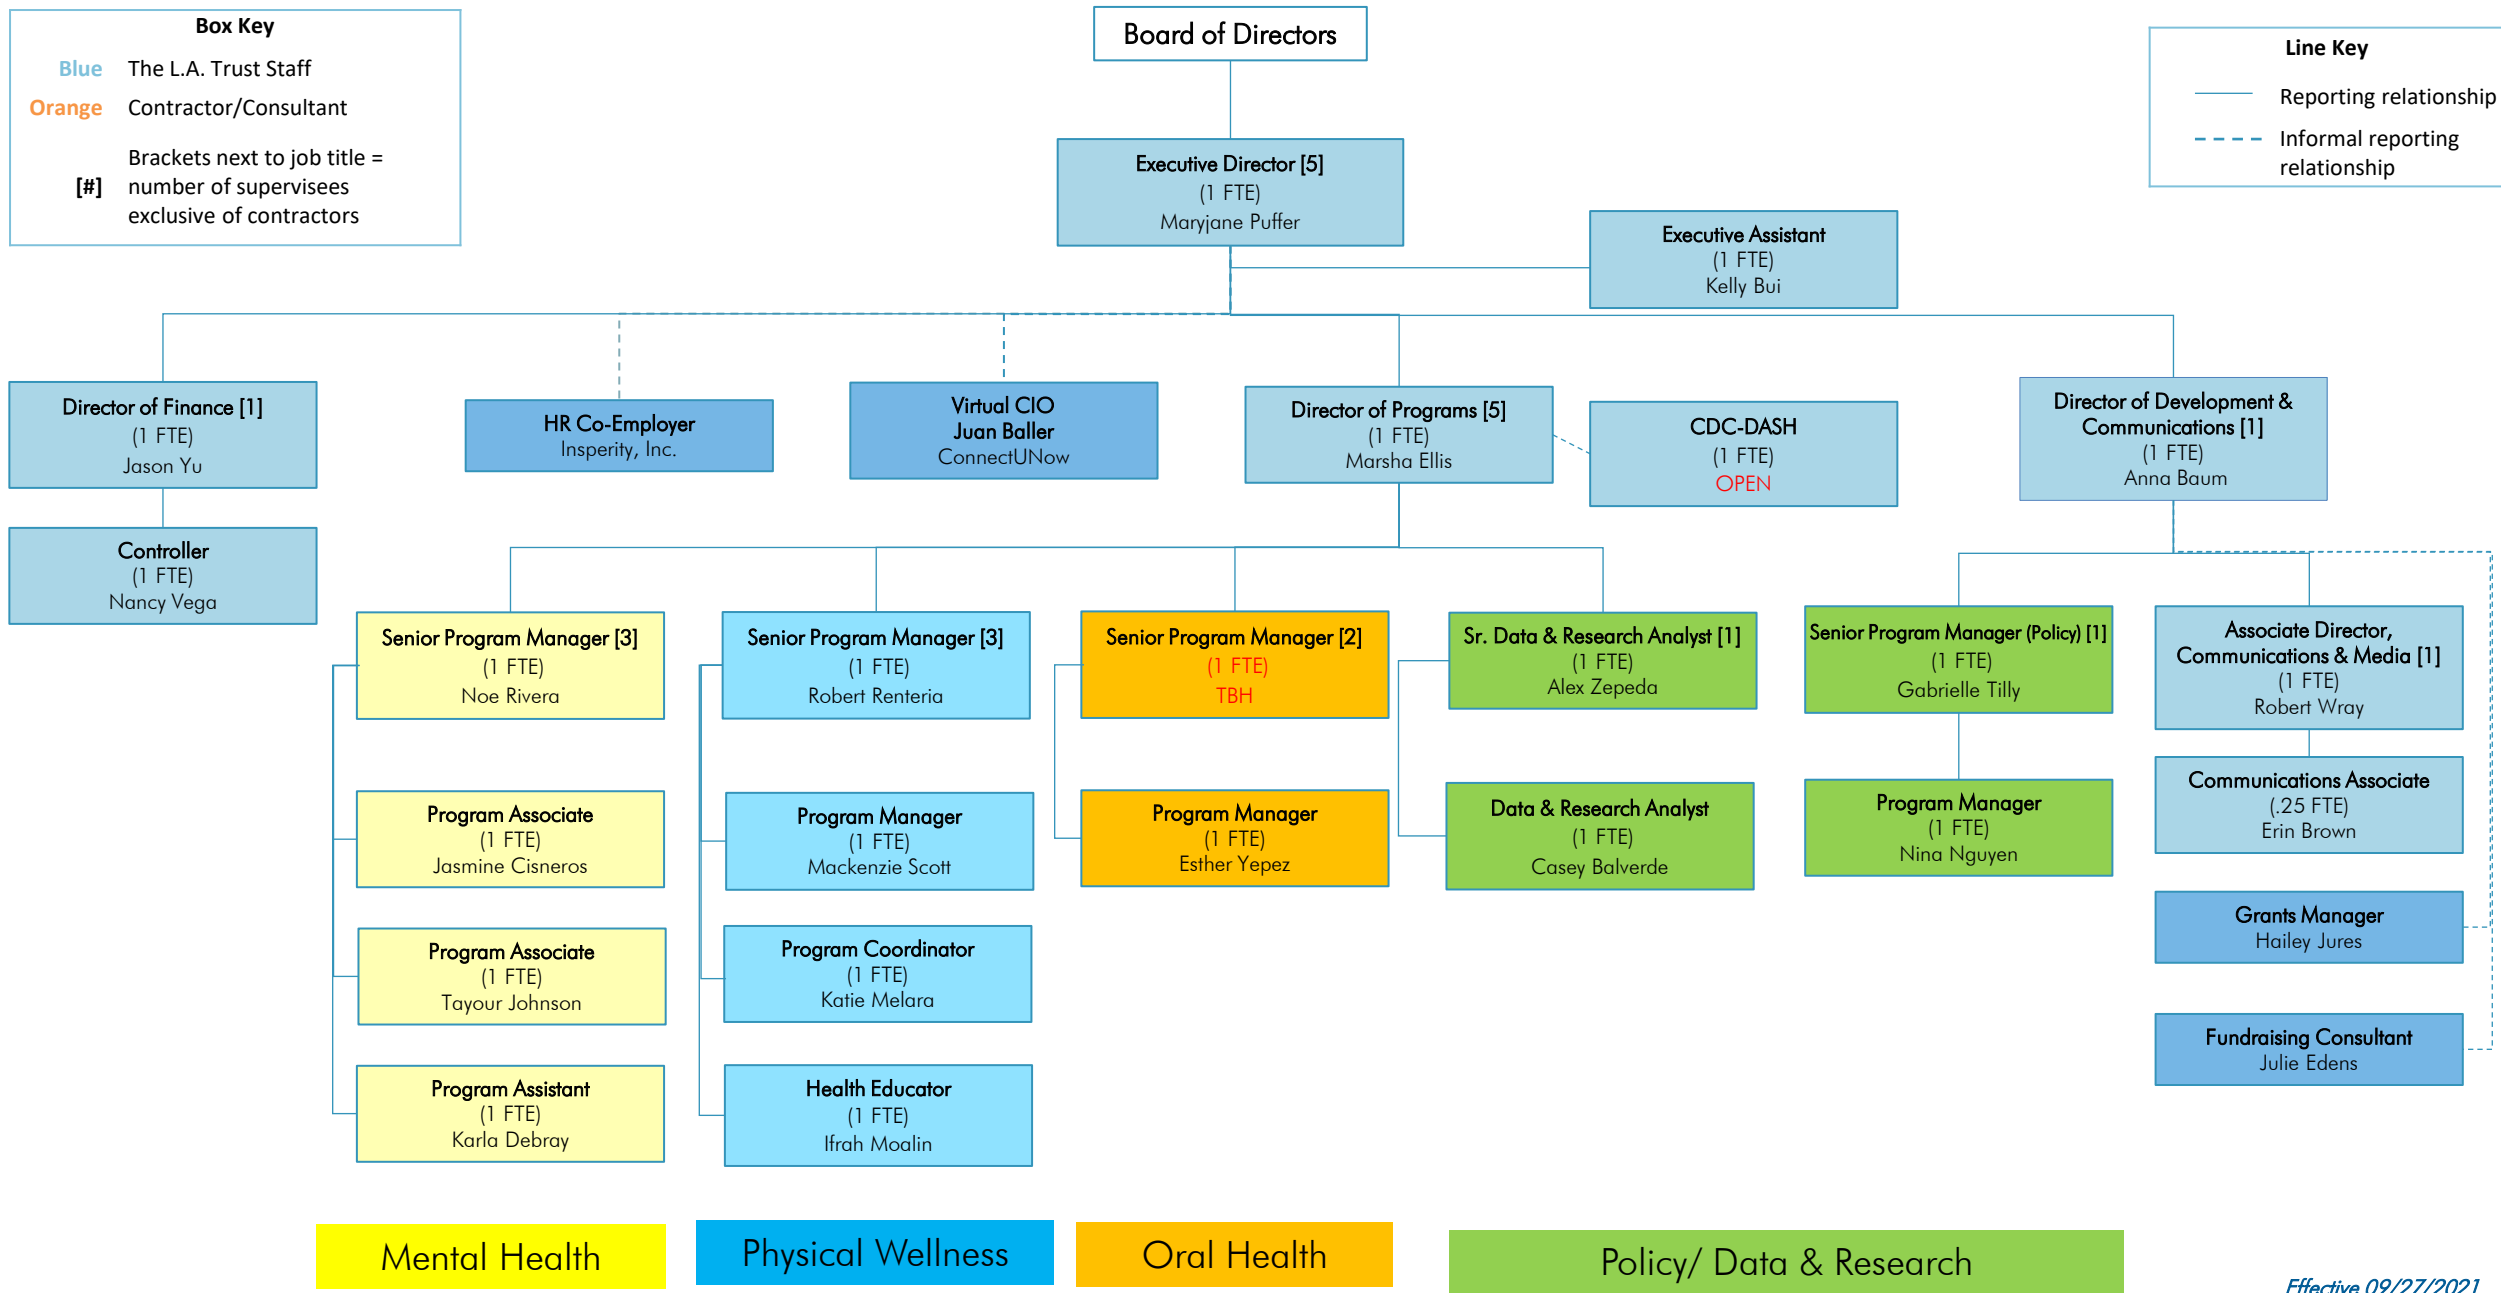 Box Key
Blue The L.A. Trust Staff
Orange Contractor/Consultant
Brackets next to job title =
[#] number of supervisees
exclusive of contractors
Board of Directors
Line Key
Reporting relationship
Informal reporting
relationship
Executive Director [5]
(1 FTE)
Maryjane Puffer
Executive Assistant
(1 FTE)
Kelly Bui
Director of Finance [1]
(1 FTE)
Jason Yu
HR Co-Employer
Insperity, Inc.
Virtual CIO
Juan Baller
ConnectUNow
Director of Programs [5]
(1 FTE)
Marsha Ellis
CDC-DASH
(1 FTE)
OPEN
Director of Development &
Communications [1]
(1 FTE)
Anna Baum
Controller
(1 FTE)
Nancy Vega
Senior Program Manager [3]
(1 FTE)
Noe Rivera
Senior Program Manager [3]
(1 FTE)
Robert Renteria
Senior Program Manager [2]
(1 FTE)
TBH
Sr. Data & Research Analyst [1]
(1 FTE)
Alex Zepeda
Senior Program Manager (Policy) [1]
(1 FTE)
Gabrielle Tilly
Associate Director,
Communications & Media [1]
(1 FTE)
Robert Wray
Program Associate
(1 FTE)
Jasmine Cisneros
Program Manager
(1 FTE)
Mackenzie Scott
Program Manager
(1 FTE)
Esther Yepez
Data & Research Analyst
(1 FTE)
Casey Balverde
Program Manager
(1 FTE)
Nina Nguyen
Communications Associate
(.25 FTE)
Erin Brown
Program Associate
(1 FTE)
Tayour Johnson
Program Coordinator
(1 FTE)
Katie Melara
Grants Manager
Hailey Jures
Program Assistant
(1 FTE)
Karla Debray
Health Educator
(1 FTE)
Ifrah Moalin
Fundraising Consultant
Julie Edens
Mental Health
Physical Wellness
Oral Health
Policy/ Data & Research
Effective 09/27/2021